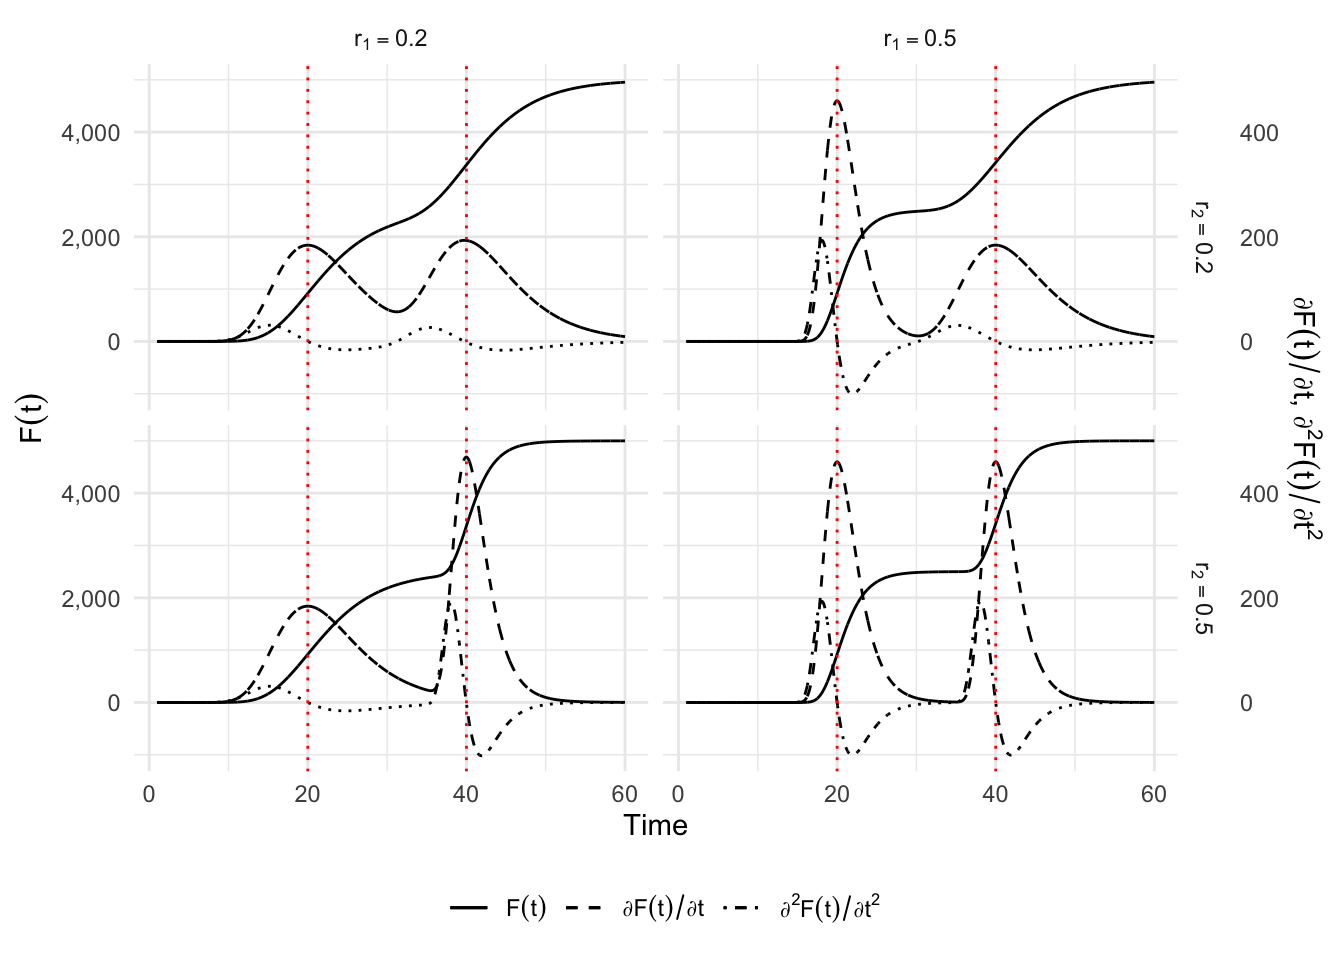 r₁ = 0.2
r₁ = 0.5
4,000
2,000
0
400
200
0
r₂ = 0.2
F(t)
∂F(t)/∂t, ∂²F(t)/∂t²
4,000
2,000
0
400
200
0
r₂ = 0.5
0 20 40 60 0 20 40 60
Time
F(t) ∂F(t)/∂t ∂²F(t)/∂t²